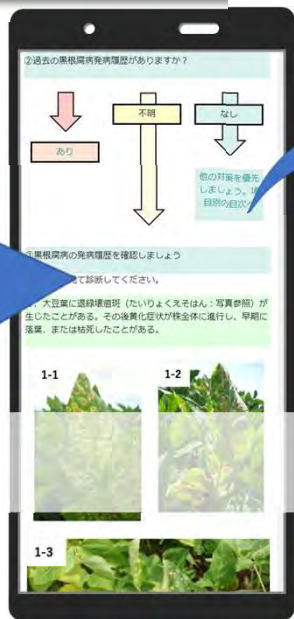 ②過去の黒根腐病発病履歴がありますか?
不明
なし
あり
他の対策を優先
しましょう。項
目別の目次へ
③黒根腐病の発病履歴を確認しましょう
て診断してください。
大豆葉に退緑壊疽斑(たいりょくえそはん:写真参照)が
生じたことがある。その後黄化症状が株全体に進行し、早期に
落葉、または枯死したことがある。
1-1
1-2
1-3